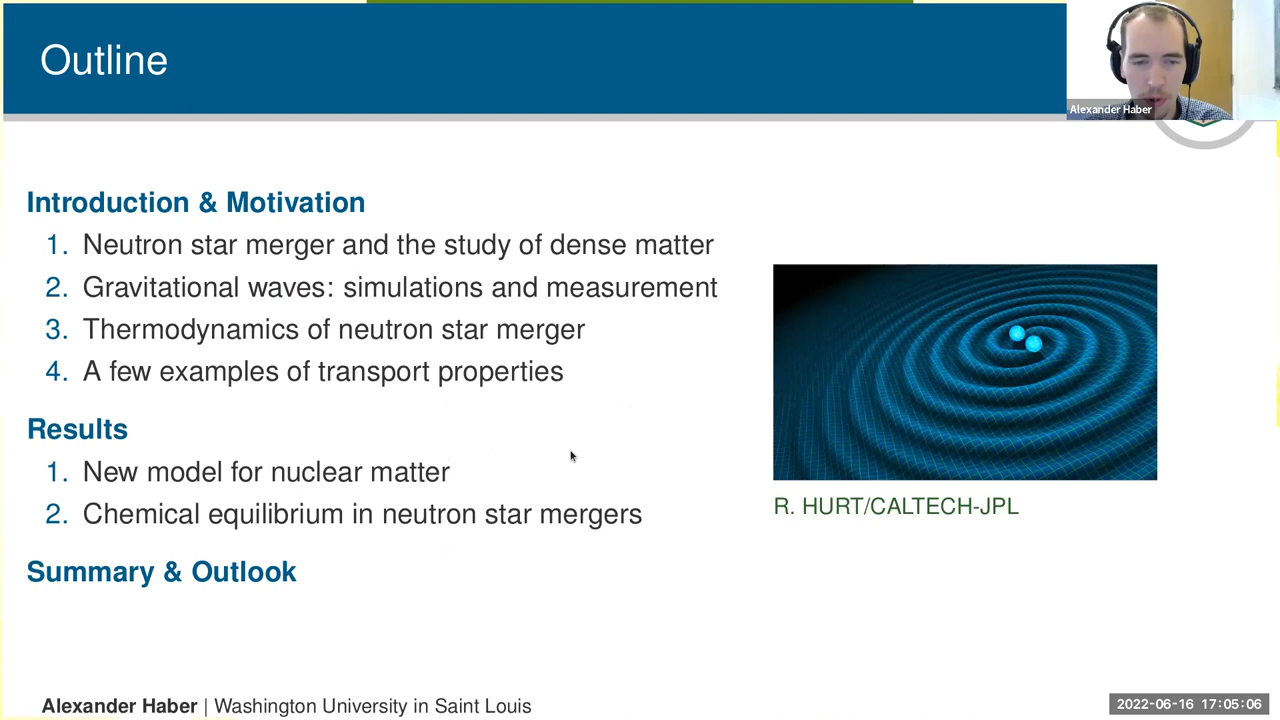 Outline
Alexander Haber
Introduction & Motivation
1. Neutron star merger and the study of dense matter
2. Gravitational waves: simulations and measurement
3. Thermodynamics of neutron star merger
4. A few examples of transport properties
Results
1. New model for nuclear matter
2. Chemical equilibrium in neutron star mergers
Summary & Outlook
R. HURT/CALTECH-JPL
Alexander Haber | Washington University in Saint Louis
2022-06-16 17:05:06